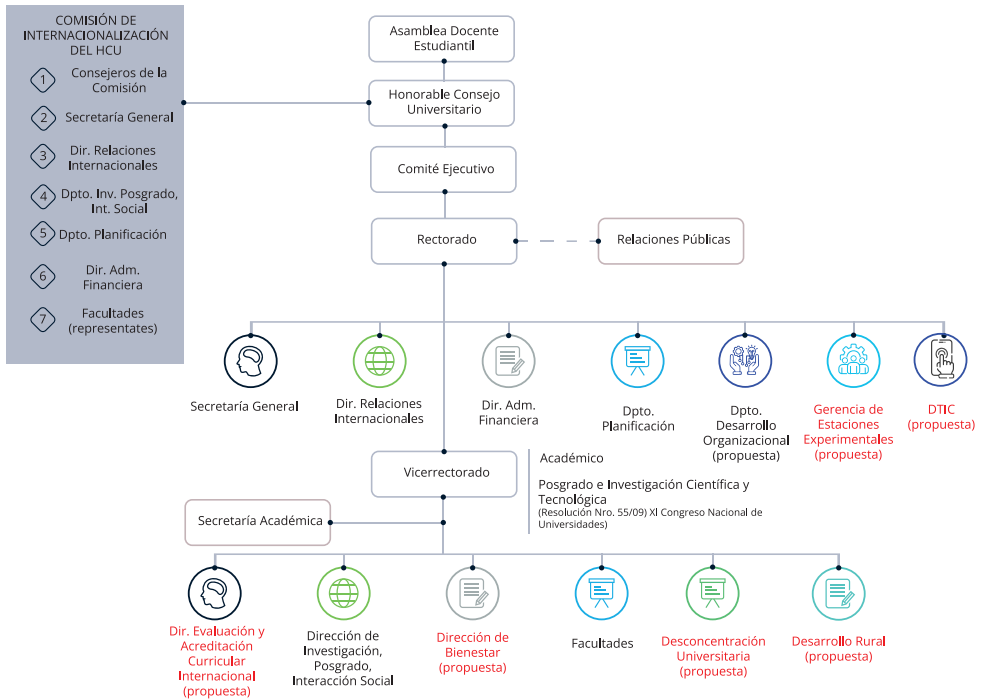 COMISIÓN DE
INTERNACIONALIZACIÓN
DEL HCU
1
Consejeros de la
Comisión
2
Secretaría General
3
Dir. Relaciones
Internacionales
4
Dpto. Inv. Posgrado,
Int. Social
5
Dpto. Planificación
6
Dir. Adm.
Financiera
7
Facultades
(representates)
Asamblea Docente
Estudiantil
Honorable Consejo
Universitario
Comité Ejecutivo
Rectorado
Relaciones Públicas
Secretaría General
Dir. Relaciones
Internacionales
Dir. Adm.
Financiera
Dpto.
Planificación
Dpto.
Desarrollo
Organizacional
(propuesta)
Gerencia de
Estaciones
Experimentales
(propuesta)
DTIC
(propuesta)
Vicerrectorado
Académico
Posgrado e Investigación Científica y
Tecnológica
(Resolución Nro. 55/09) XI Congreso Nacional de
Universidades)
Secretaría Académica
Dir. Evaluación y
Acreditación
Curricular
Internacional
(propuesta)
Dirección de
Investigación,
Posgrado,
Interacción Social
Dirección de
Bienestar
(propuesta)
Facultades
Desconcentración
Universitaria
(propuesta)
Desarrollo Rural
(propuesta)